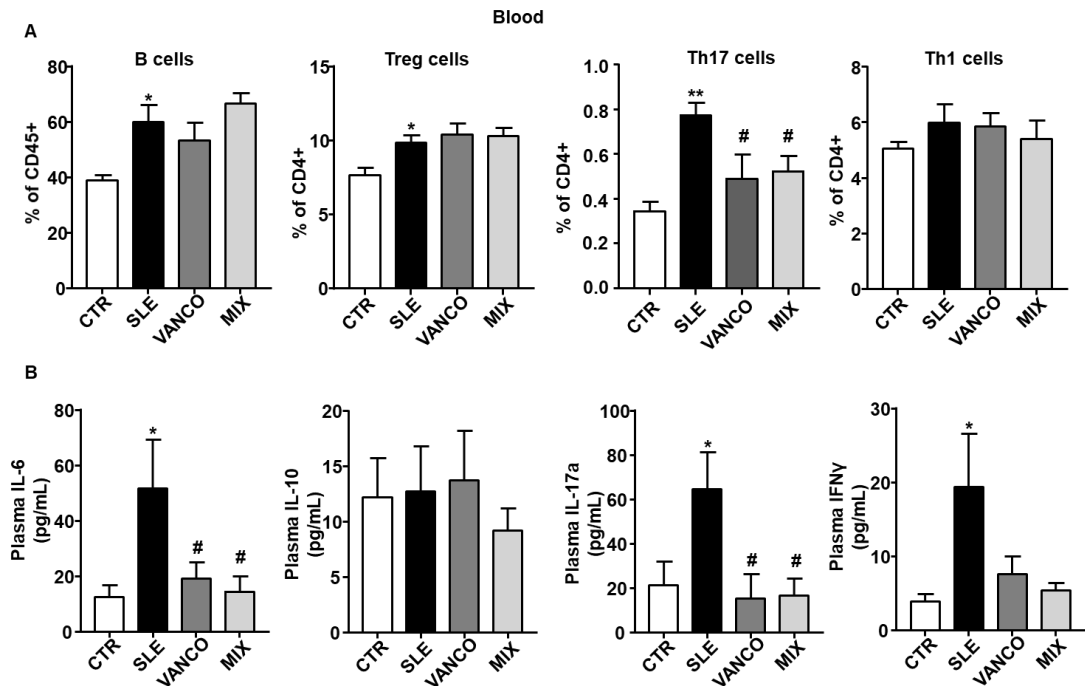 Blood
A
B cells
% of CD45+
80
60
40
20
0
CTR
SLE
VANCO
MIX
*
Treg cells
% of CD4+
15
10
5
0
CTR
SLE
VANCO
MIX
*
Th17 cells
% of CD4+
1.0
0.8
0.6
0.4
0.2
0.0
CTR
SLE
VANCO
MIX
**
#
#
Th1 cells
% of CD4+
8
6
4
2
0
CTR
SLE
VANCO
MIX
B
Plasma IL-6
(pg/mL)
80
60
40
20
0
CTR
SLE
VANCO
MIX
*
#
#
Plasma IL-10
(pg/mL)
20
15
10
5
0
CTR
SLE
VANCO
MIX
Plasma IL-17a
(pg/mL)
100
80
60
40
20
0
CTR
SLE
VANCO
MIX
*
#
#
Plasma IFNγ
(pg/mL)
30
20
10
0
CTR
SLE
VANCO
MIX
*